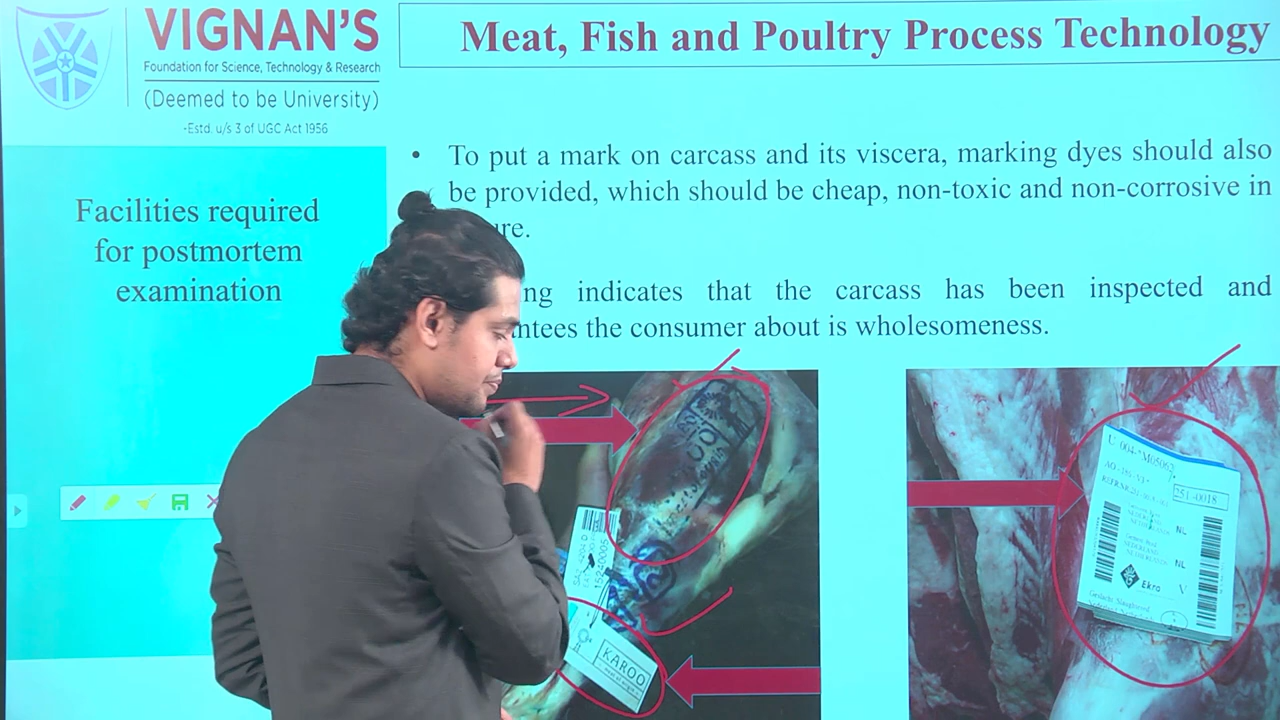 VIGNAN'S
Foundation for Science, Technology & Research
(Deemed to be University)
-Estd. u/s 3 of UGC Act 1956
Meat, Fish and Poultry Process Technology
Facilities required
for postmortem
examination
• To put a mark on carcass and its viscera, marking dyes should also
be provided, which should be cheap, non-toxic and non-corrosive in
re.
ng indicates that the carcass has been inspected and
ntees the consumer about is wholesomeness.
KAROO
251-0018
NL
NEDERLAND
NL
Ekro
V